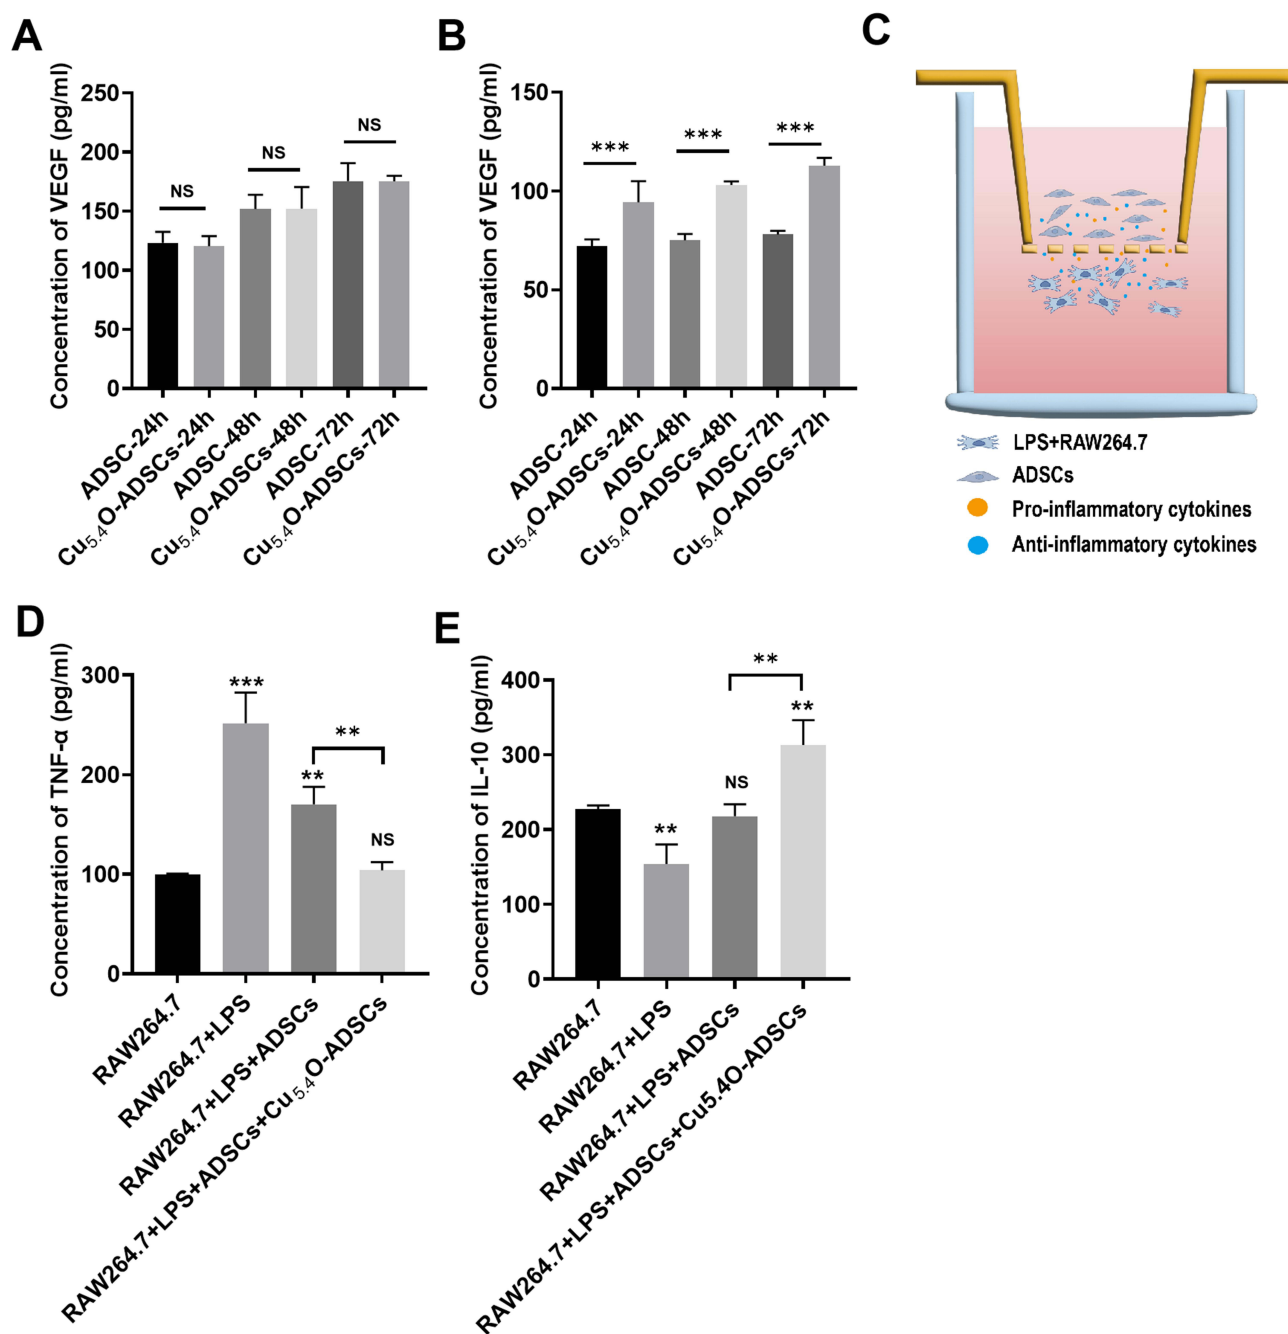 A
Concentration of VEGF (pg/ml)
250
200
150
100
50
0
NS
NS
NS
ADSC-24h
Cu5.4O-ADSCs-24h
ADSC-48h
Cu5.4O-ADSCs-48h
ADSC-72h
Cu5.4O-ADSCs-72h
B
Concentration of VEGF (pg/ml)
150
100
50
0
***
***
***
ADSC-24h
Cu5.4O-ADSCs-24h
ADSC-48h
Cu5.4O-ADSCs-48h
ADSC-72h
Cu5.4O-ADSCs-72h
C
LPS+RAW264.7
ADSCs
Pro-inflammatory cytokines
Anti-inflammatory cytokines
D
Concentration of TNF-α (pg/ml)
300
200
100
0
***
**
**
NS
RAW264.7
RAW264.7+LPS
RAW264.7+LPS+ADSCs
RAW264.7+LPS+ADSCs+Cu5.4O-ADSCs
E
Concentration of IL-10 (pg/ml)
400
300
200
100
0
**
NS
**
**
RAW264.7
RAW264.7+LPS
RAW264.7+LPS+ADSCs
RAW264.7+LPS+ADSCs+Cu5.4O-ADSCs